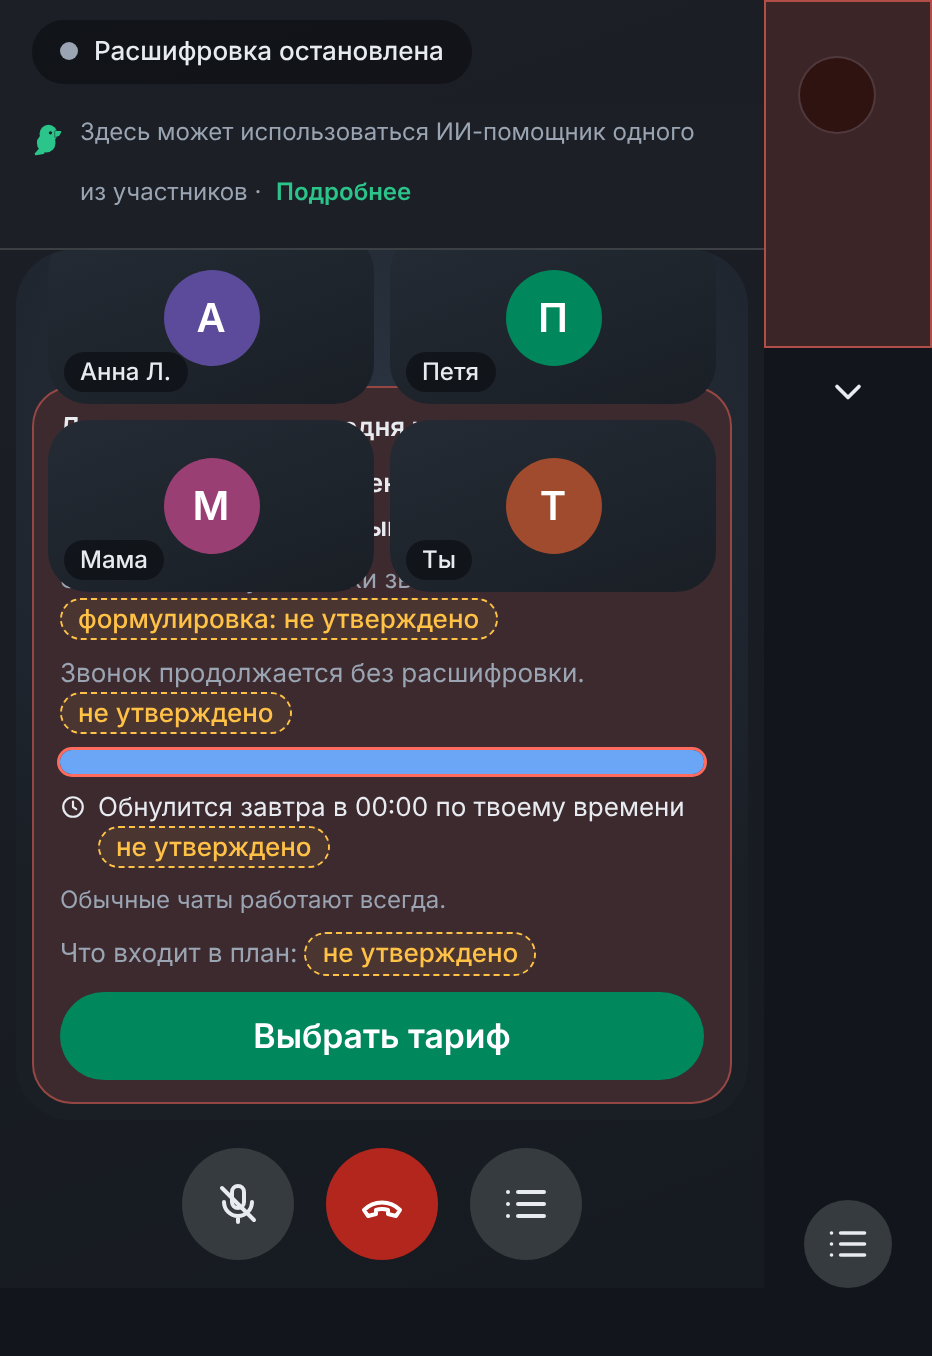 Расшифровка остановлена
Здесь может использоваться ИИ-помощник одного
из участников · Подробнее
А
П
Анна Л.
Петя
М
Т
Мама
Ты
формулировка: не утверждено
Звонок продолжается без расшифровки.
не утверждено
Обнулится завтра в 00:00 по твоему времени
не утверждено
Обычные чаты работают всегда.
Что входит в план: не утверждено
Выбрать тариф